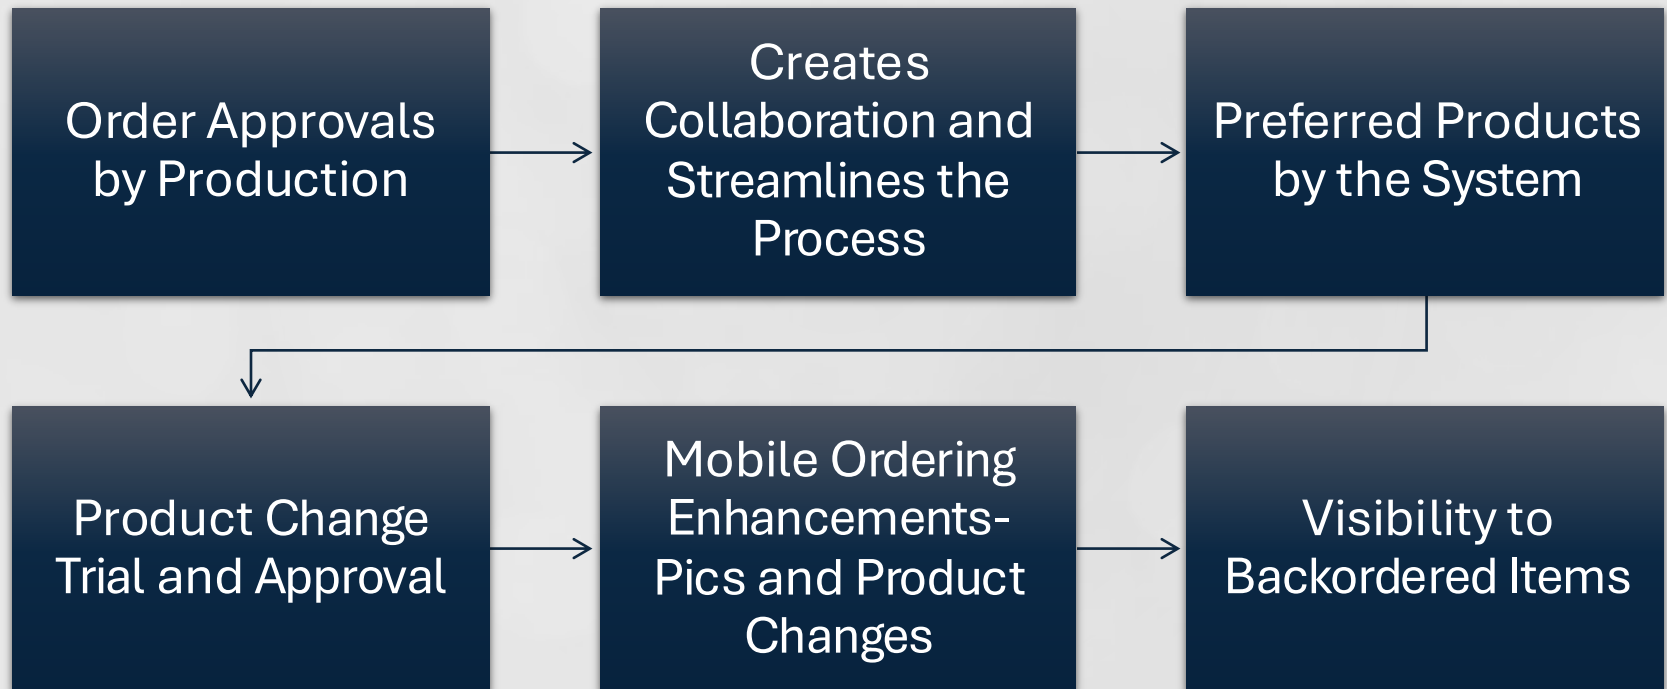 Order Approvals
by Production
Creates
Collaboration and
Streamlines the
Process
Preferred Products
by the System
Product Change
Trial and Approval
Mobile Ordering
Enhancements-
Pics and Product
Changes
Visibility to
Backordered Items